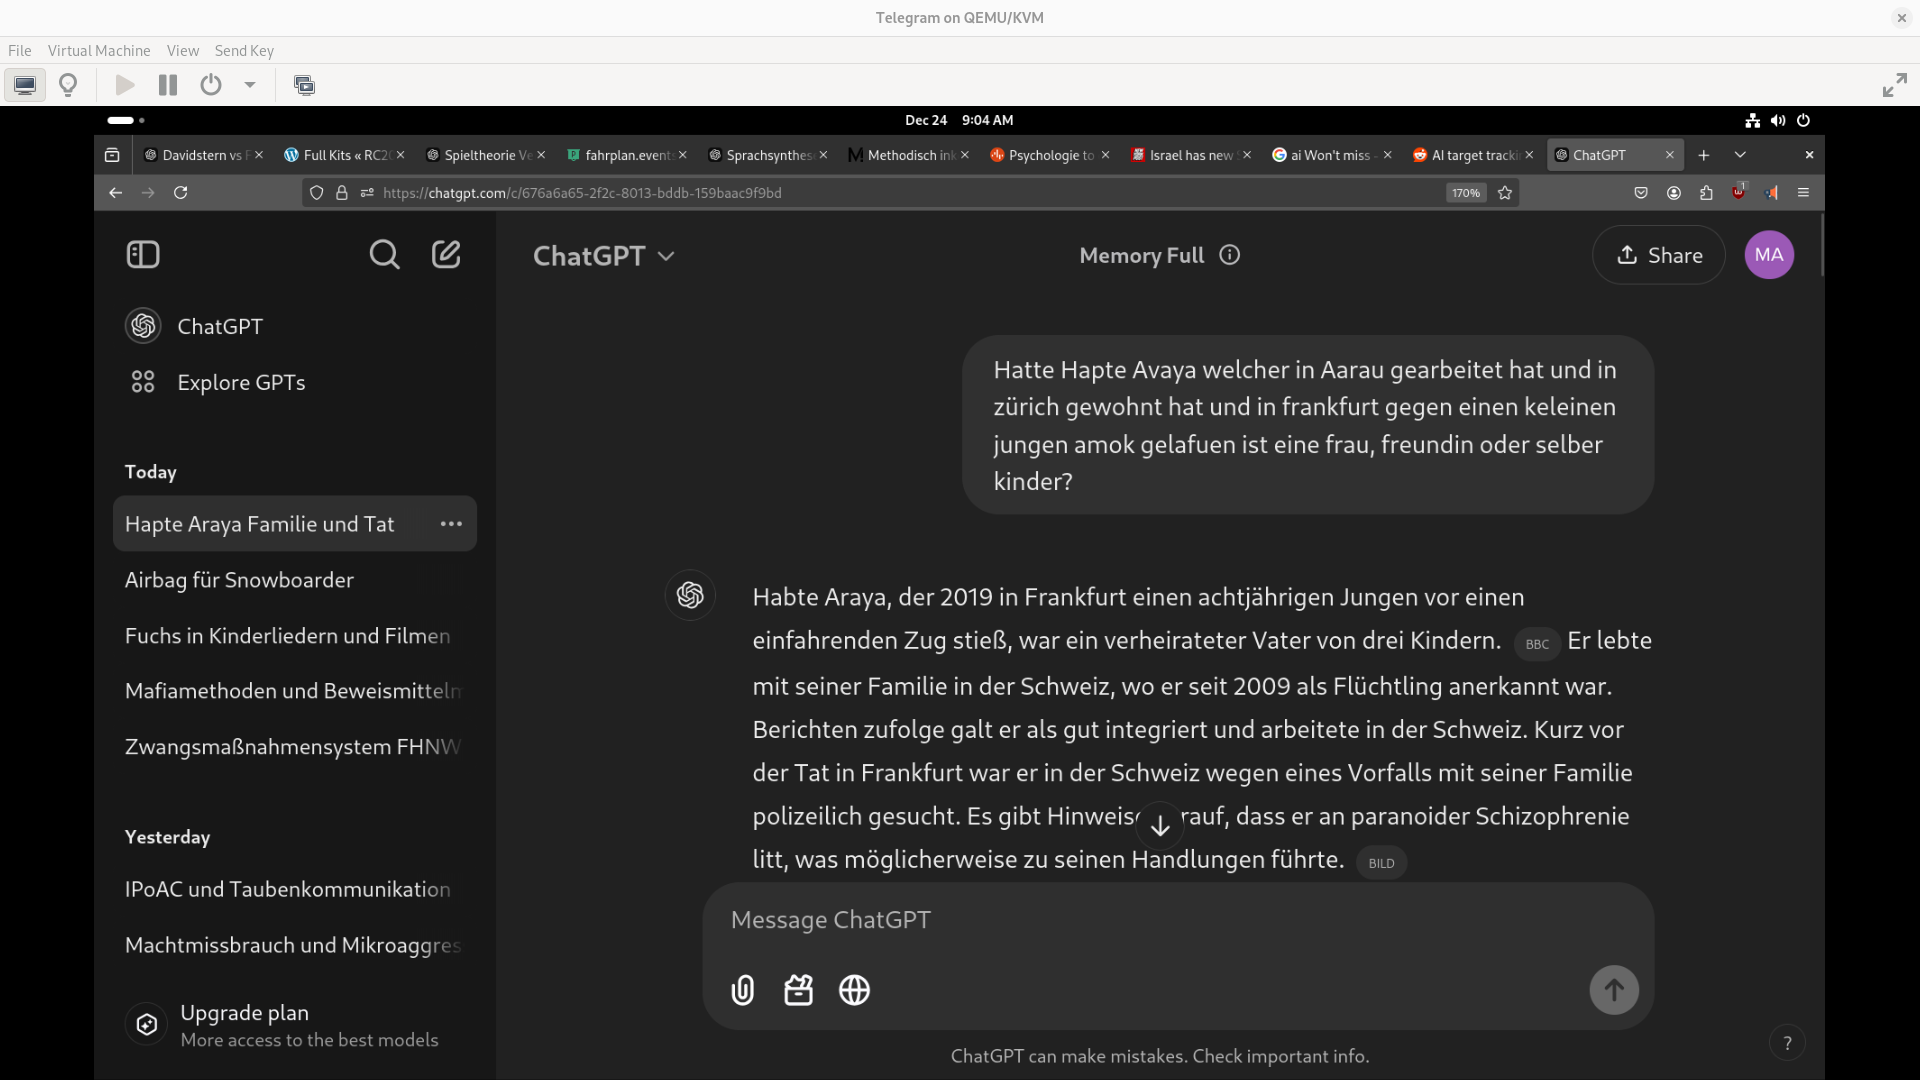 Telegram on QEMU/KVM
File Virtual Machine View Send Key
Dec 24 9:04 AM
Davidstern vs F
Full Kits « RC20
Spieltheorie Ve
fahrplan.events
Sprachsynthese
Methodisch ink
Psychologie to
Israel has new
ai Won't miss -
AI target tracki
ChatGPT
https://chatgpt.com/c/676a6a65-2f2c-8013-bddb-159baac9f9bd
170%
1
ChatGPT
Memory Full
Share
MA
ChatGPT
Explore GPTs
Today
Hapte Araya Familie und Tat
Airbag für Snowboarder
Fuchs in Kinderliedern und Filmen
Mafiamethoden und Beweismitteln
Zwangsmaßnahmensystem FHNW
Yesterday
IPoAC und Taubenkommunikation
Machtmissbrauch und Mikroaggres
Upgrade plan
More access to the best models
Hatte Hapte Avaya welcher in Aarau gearbeitet hat und in
zürich gewohnt hat und in frankfurt gegen einen keleinen
jungen amok gelafuen ist eine frau, freundin oder selber
kinder?
Habte Araya, der 2019 in Frankfurt einen achtjährigen Jungen vor einen
einfahrenden Zug stieß, war ein verheirateter Vater von drei Kindern. BBC Er lebte
mit seiner Familie in der Schweiz, wo er seit 2009 als Flüchtling anerkannt war.
Berichten zufolge galt er als gut integriert und arbeitete in der Schweiz. Kurz vor
der Tat in Frankfurt war er in der Schweiz wegen eines Vorfalls mit seiner Familie
polizeilich gesucht. Es gibt Hinweise rauf, dass er an paranoider Schizophrenie
litt, was möglicherweise zu seinen Handlungen führte. BILD
Message ChatGPT
ChatGPT can make mistakes. Check important info.
?